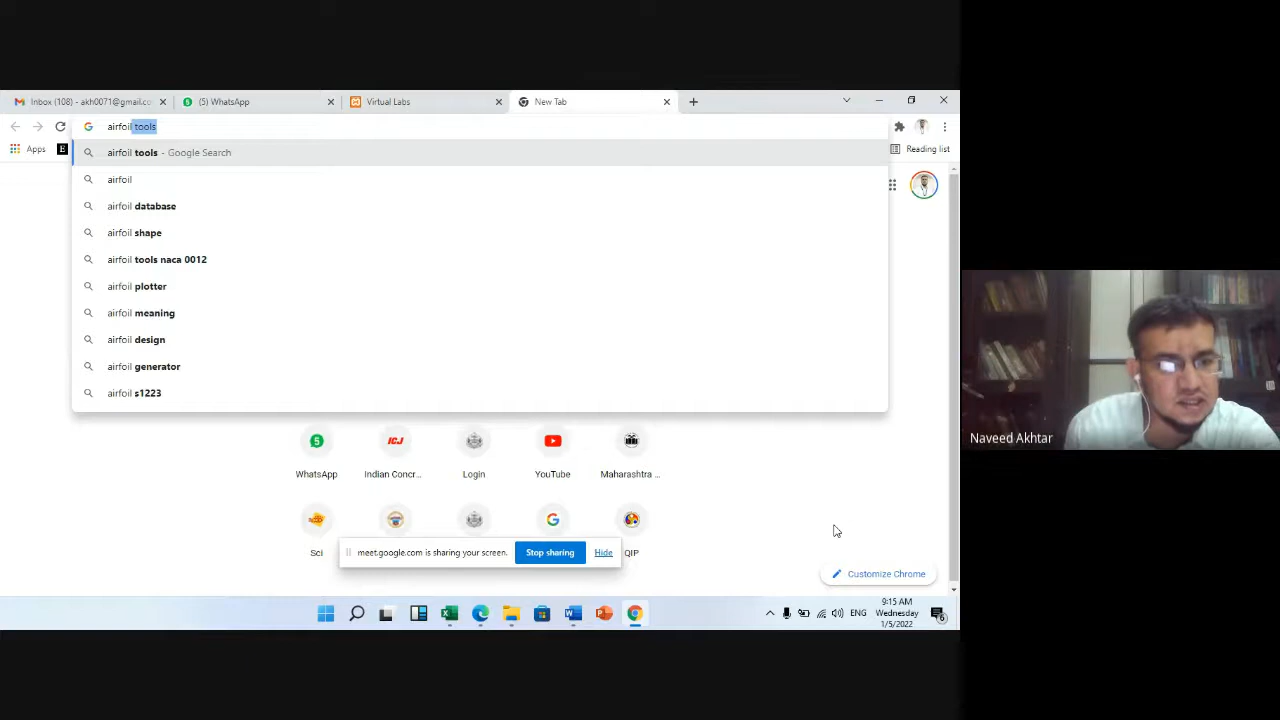 Inbox (108) - akh0071@gmail.co
(5) WhatsApp
Virtual Labs
New Tab
airfoil tools
Apps
E
Reading list
airfoil tools - Google Search
airfoil
airfoil database
airfoil shape
airfoil tools naca 0012
airfoil plotter
airfoil meaning
airfoil design
airfoil generator
airfoil s1223
5
ICJ
WhatsApp
Indian Concr...
Login
YouTube
Maharashtra ...
Sci
QIP
meet.google.com is sharing your screen.
Stop sharing
Hide
Customize Chrome
ENG
9:15 AM
Wednesday
1/5/2022
6
Naveed Akhtar